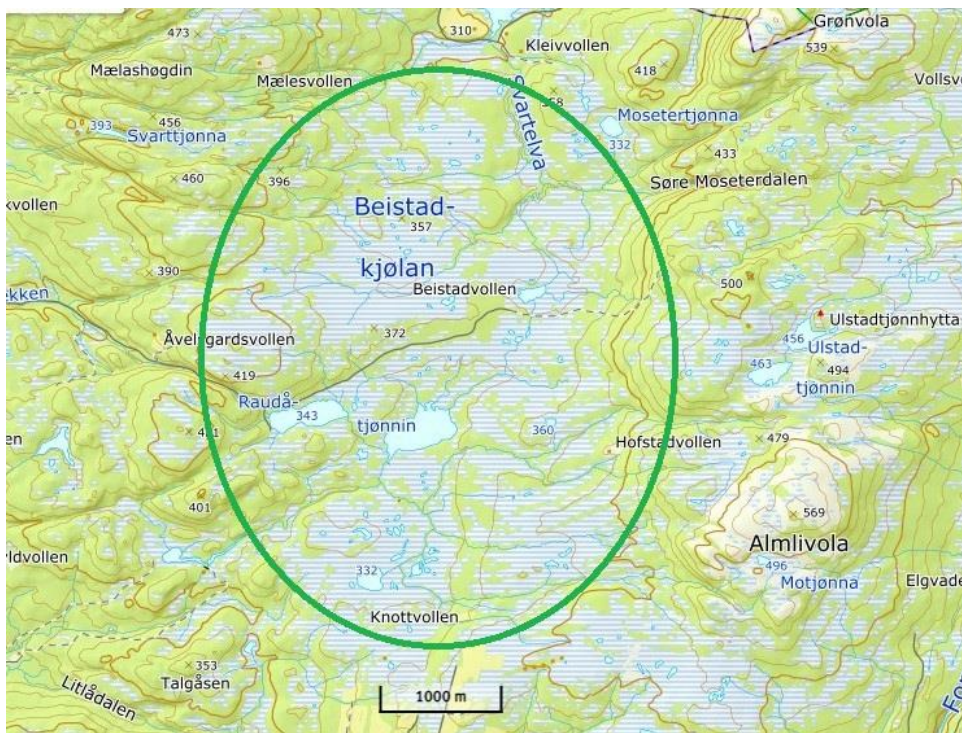 Grønvola
473
310
Kleivvollen
539
Mælashøgdin
Mælesvollen
418
Svartelva
358
393
456
Svarttjønna
Mosetertjønna
332
433
460
396
Søre Moseterdalen
Beistad-
357
kjølan
390
Beistadvollen
500
Ulstadtjønnhytta
372
Åvelsgardsvollen
456
Ulstad-
463
494
419
tjønnin
Raudå-
343
tjønnin
360
Hofstadvollen
479
401
569
Almlivola
332
496
Motjønna
Knottvollen
353
Talgåsen
Litlådalen
1000 m